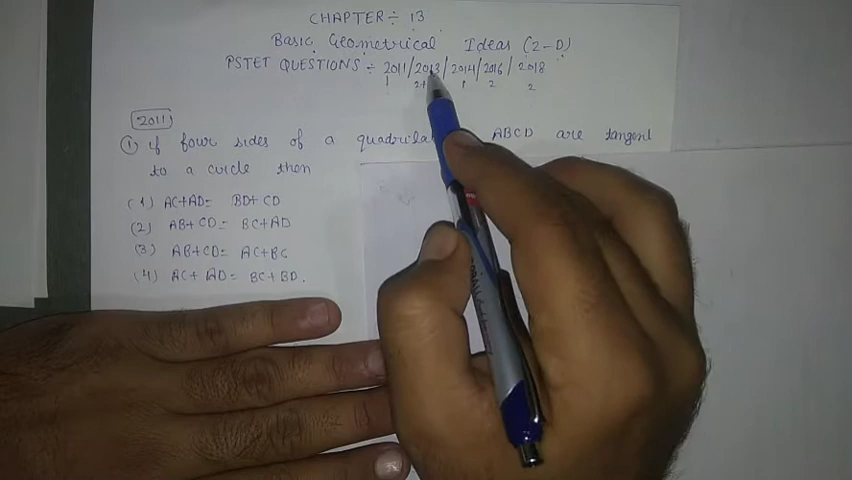 CHAPTER ÷ 13
Basic Geometrical Ideas (2-D)
PSTET QUESTIONS ÷ 2011/2013/2014/2016/2018
1 2+ 1 2 2
2011
① If four sides of a ABCD are tangent
to a circle then
(1) AC+AD= BD+CD
(2) AB+CD= BC+AD
(3) AB+CD= AC+BC
(4) AC+AD= BC+BD.